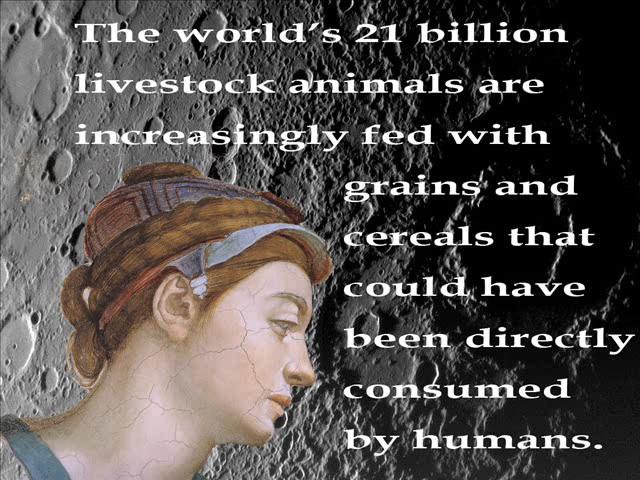 The world's 21 billion
livestock animals are
increasingly fed with
grains and
cereals that
could have
been directly
consumed
by humans.